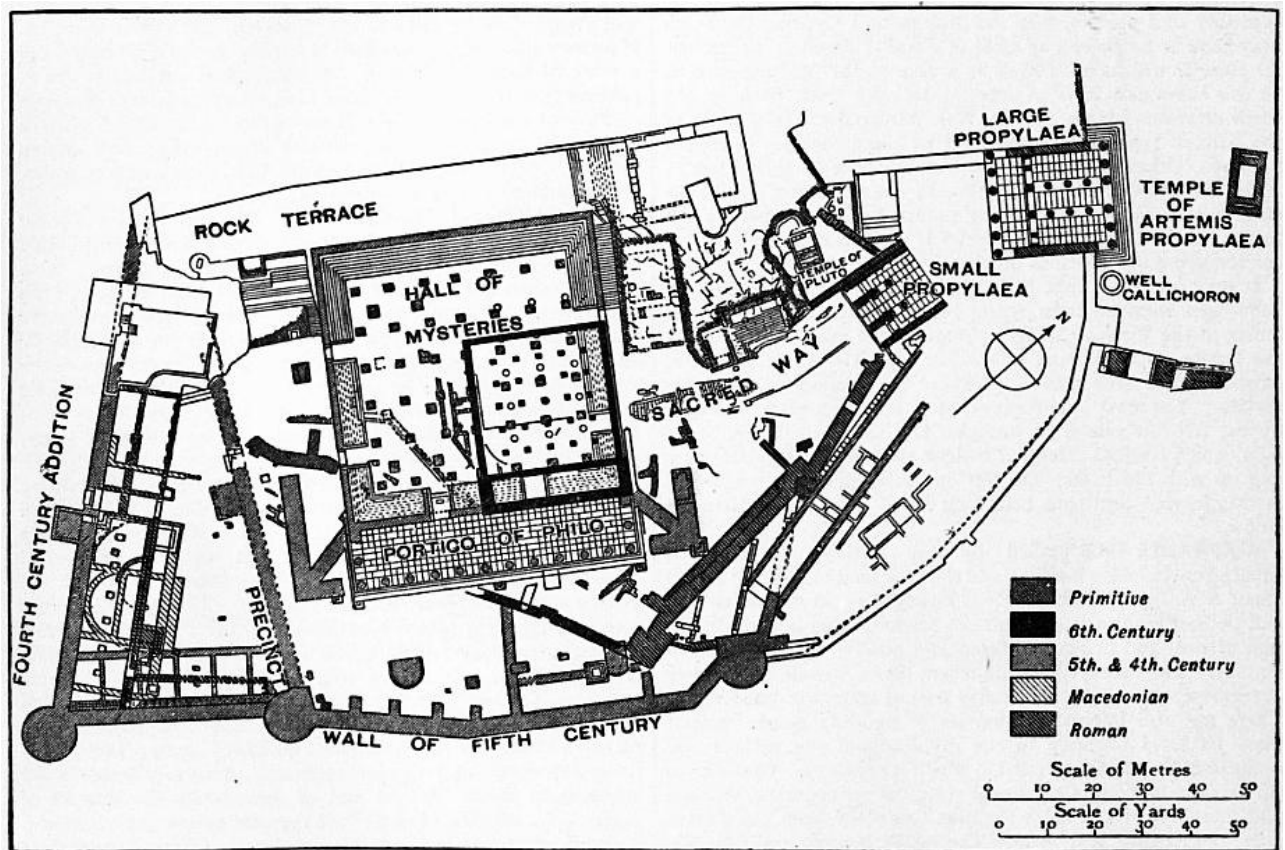 LARGE
PROPYLAEA
TEMPLE
OF
ARTEMIS
PROPYLAEA
ROCK TERRACE
HALL OF
MYSTERIES
TEMPLE OF
PLUTO
SMALL
PROPYLAEA
WELL
CALLICHORON
N
SACRED WAY
FOURTH CENTURY ADDITION
PRECINCT
PORTICO OF PHILO
WALL OF FIFTH CENTURY
Primitive
6th. Century
5th. & 4th. Century
Macedonian
Roman
Scale of Metres
0 10 20 30 40 50
Scale of Yards
0 10 20 30 40 50